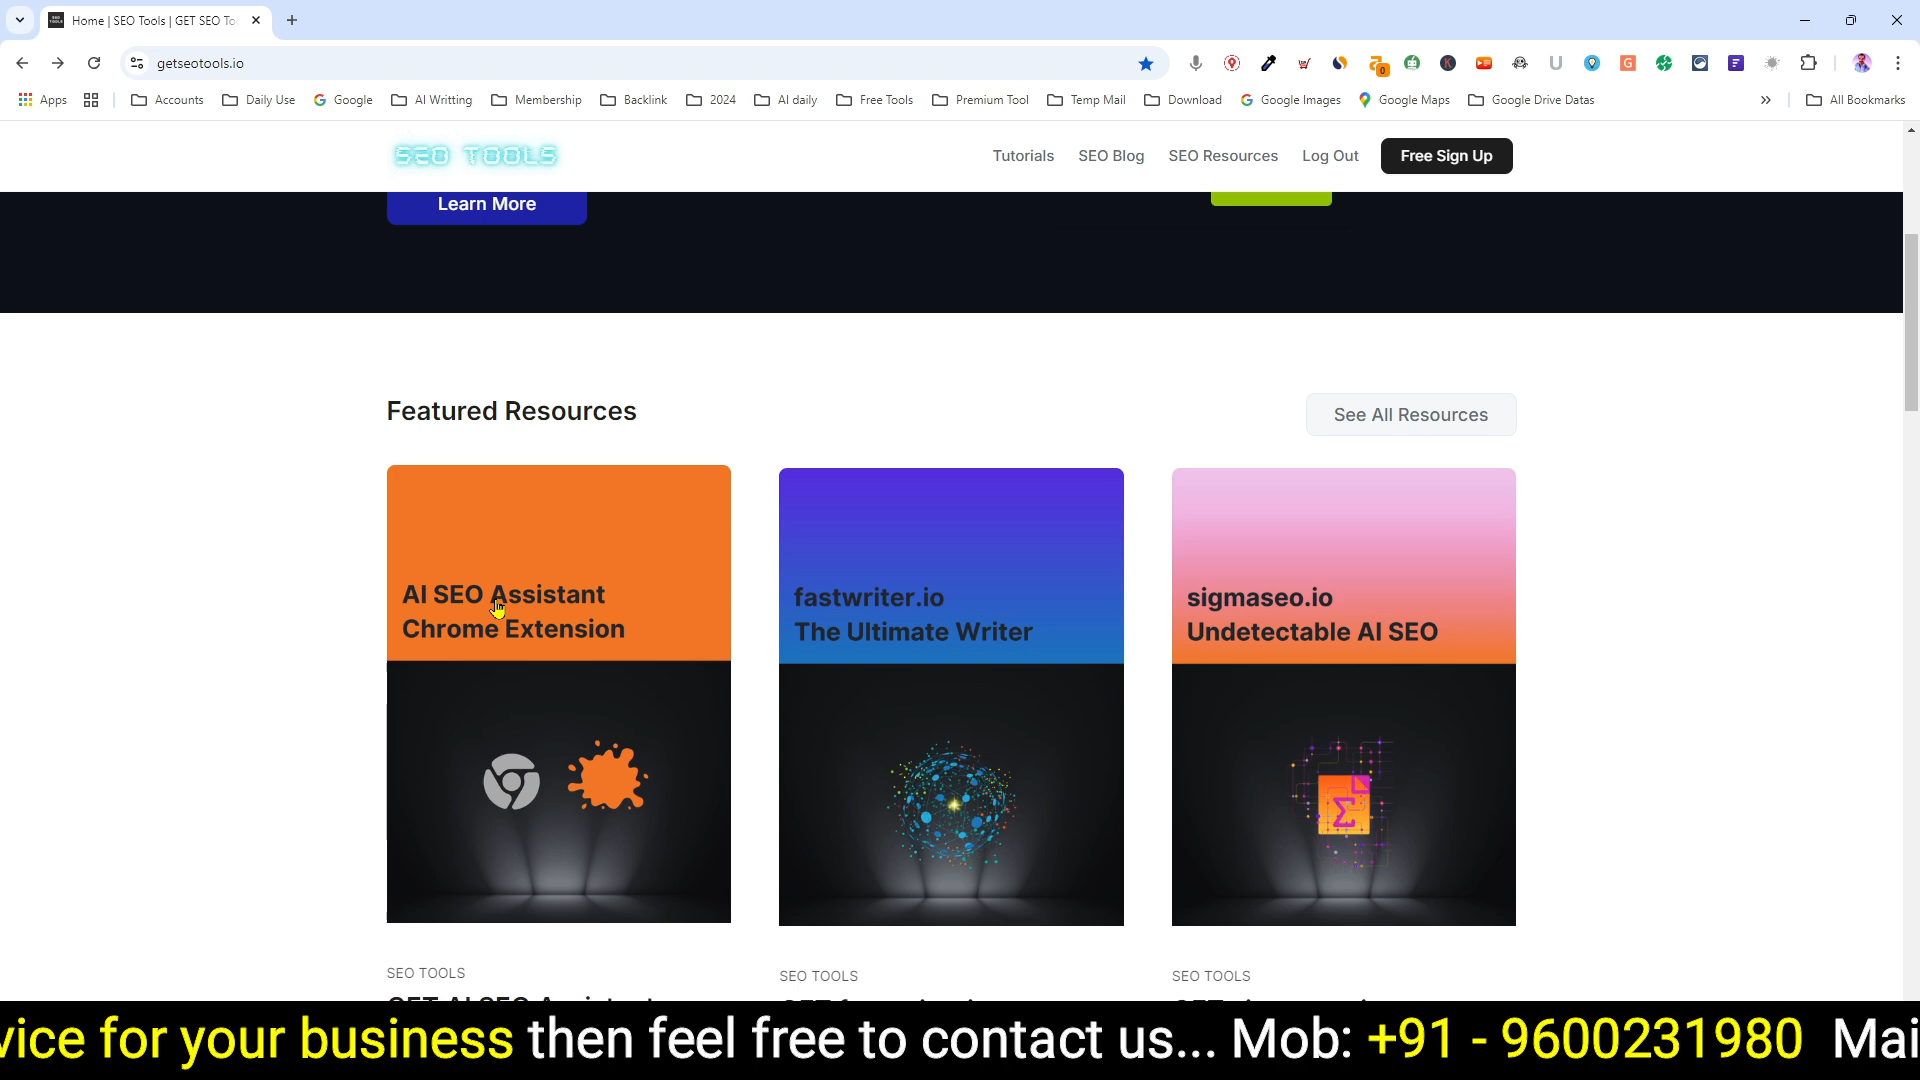 Home | SEO Tools | GET SEO To
getseotools.io
0
Apps
Accounts
Daily Use
Google
AI Writting
Membership
Backlink
2024
AI daily
Free Tools
Premium Tool
Temp Mail
Download
Google Images
Google Maps
Google Drive Datas
All Bookmarks
SEO TOOLS
Tutorials
SEO Blog
SEO Resources
Log Out
Free Sign Up
Learn More
Featured Resources
See All Resources
AI SEO Assistant
Chrome Extension
fastwriter.io
The Ultimate Writer
sigmaseo.io
Undetectable AI SEO
SEO TOOLS
SEO TOOLS
SEO TOOLS
vice for your business then feel free to contact us... Mob: +91 - 9600231980 Mai